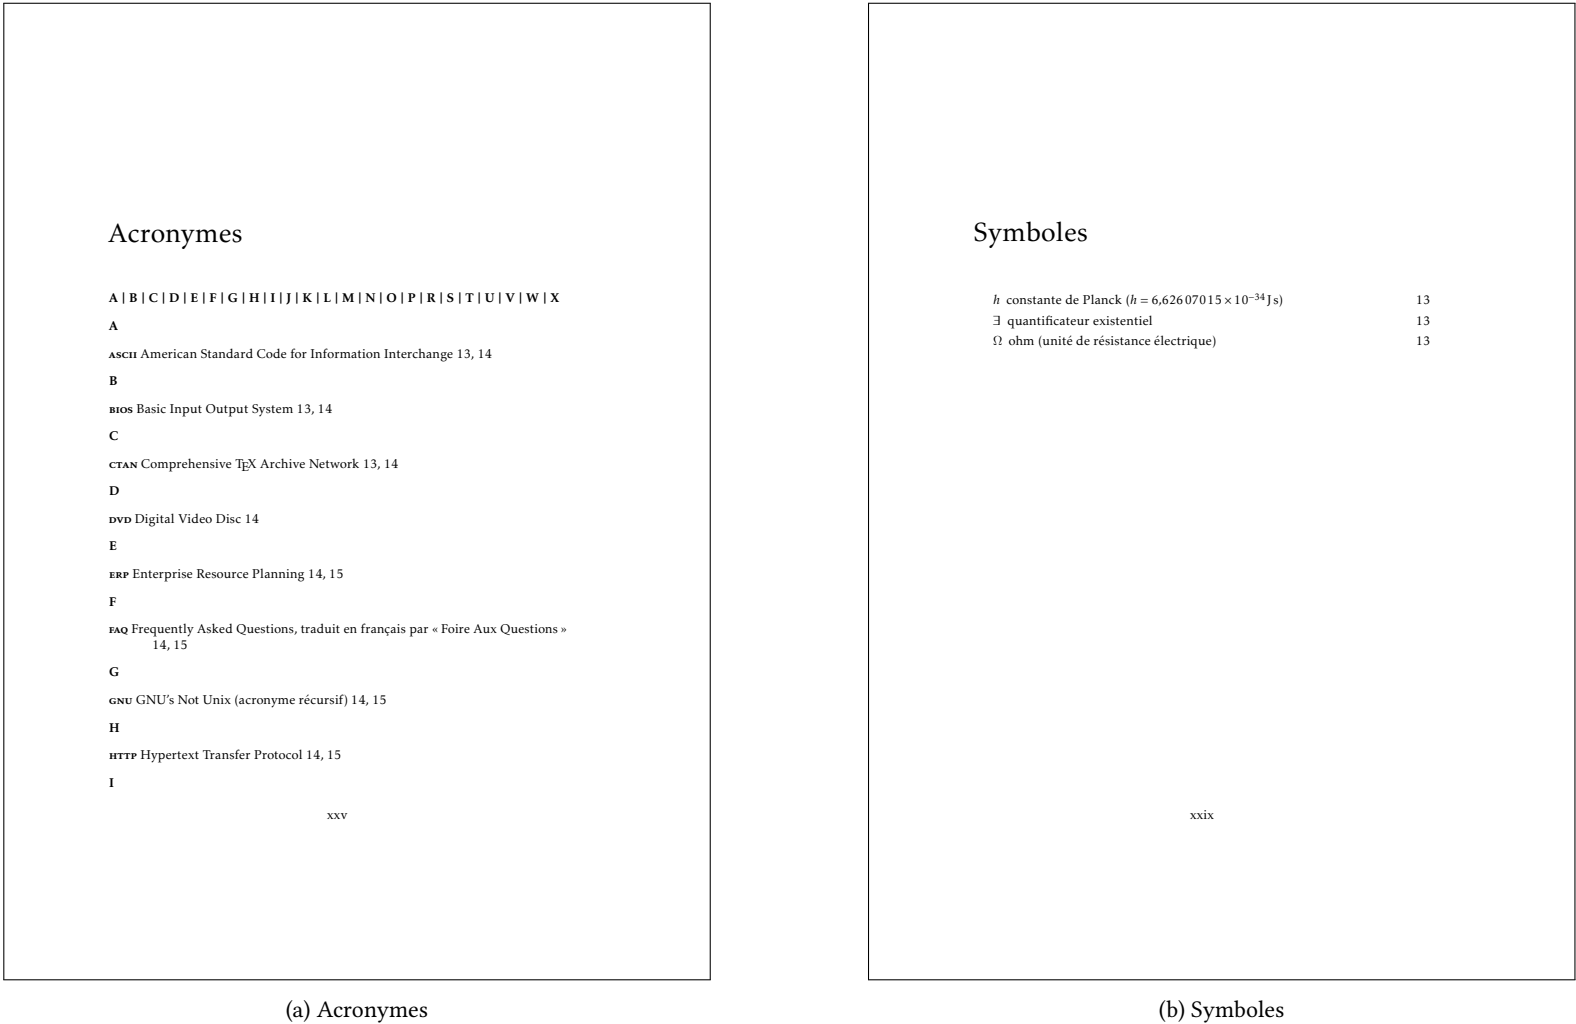 Acronymes
A | B | C | D | E | F | G | H | I | J | K | L | M | N | O | P | R | S | T | U | V | W | X
A
ASCII American Standard Code for Information Interchange 13, 14
B
BIOS Basic Input Output System 13, 14
C
CTAN Comprehensive TEX Archive Network 13, 14
D
DVD Digital Video Disc 14
E
ERP Enterprise Resource Planning 14, 15
F
FAQ Frequently Asked Questions, traduit en français par « Foire Aux Questions »
14, 15
G
GNU GNU's Not Unix (acronyme récursif) 14, 15
H
HTTP Hypertext Transfer Protocol 14, 15
I
xxv
(a) Acronymes
Symboles
h constante de Planck (h = 6,62607015 × 10⁻³⁴ J s) 13
∃ quantificateur existentiel 13
Ω ohm (unité de résistance électrique) 13
xxix
(b) Symboles